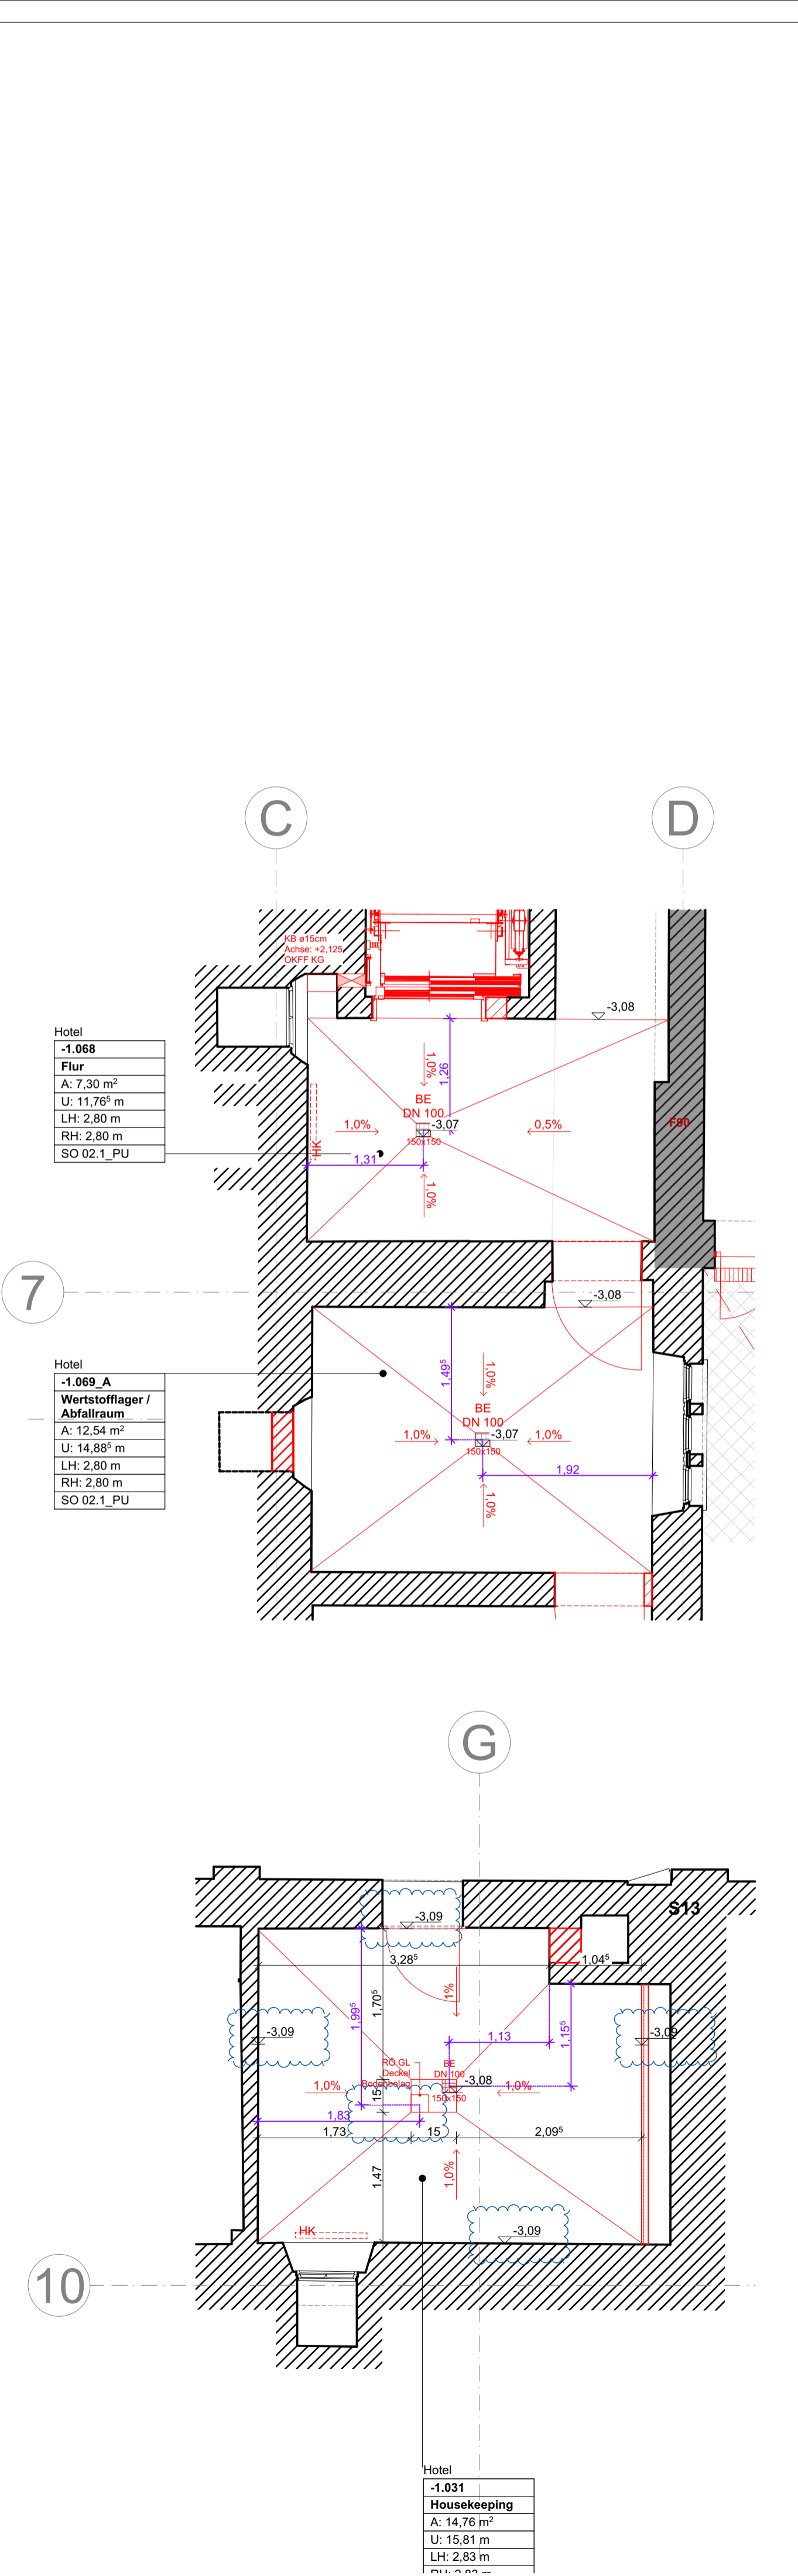 C
D
KB ø15cm
Achse: +2,125
OKFF KG
-3,08
Hotel
-1.068
Flur
A: 7,30 m²
U: 11,76⁵ m
LH: 2,80 m
RH: 2,80 m
SO 02.1_PU
1,0%
1,26
BE
DN 100
1,0%
-3,07
0,5%
150x150
F90
HK
1,31
1,0%
7
-3,08
Hotel
-1.069_A
Wertstofflager /
Abfallraum
A: 12,54 m²
U: 14,88⁵ m
LH: 2,80 m
RH: 2,80 m
SO 02.1_PU
1,49⁵
1,0%
BE
DN 100
1,0%
-3,07
1,0%
150x150
1,92
1,0%
G
S13
-3,09
3,28⁵
1,04⁵
1%
1,99⁵
1,70⁵
1,15⁵
-3,09
1,13
-3,09
RO GL
Deckel
Bodenbelag
BE
DN 100
-3,08
1,0%
15
150x150
1,0%
1,83
1,73
15
2,09⁵
1,47
1,0%
HK
-3,09
10
Hotel
-1.031
Housekeeping
A: 14,76 m²
U: 15,81 m
LH: 2,83 m
RH: 2,83 m